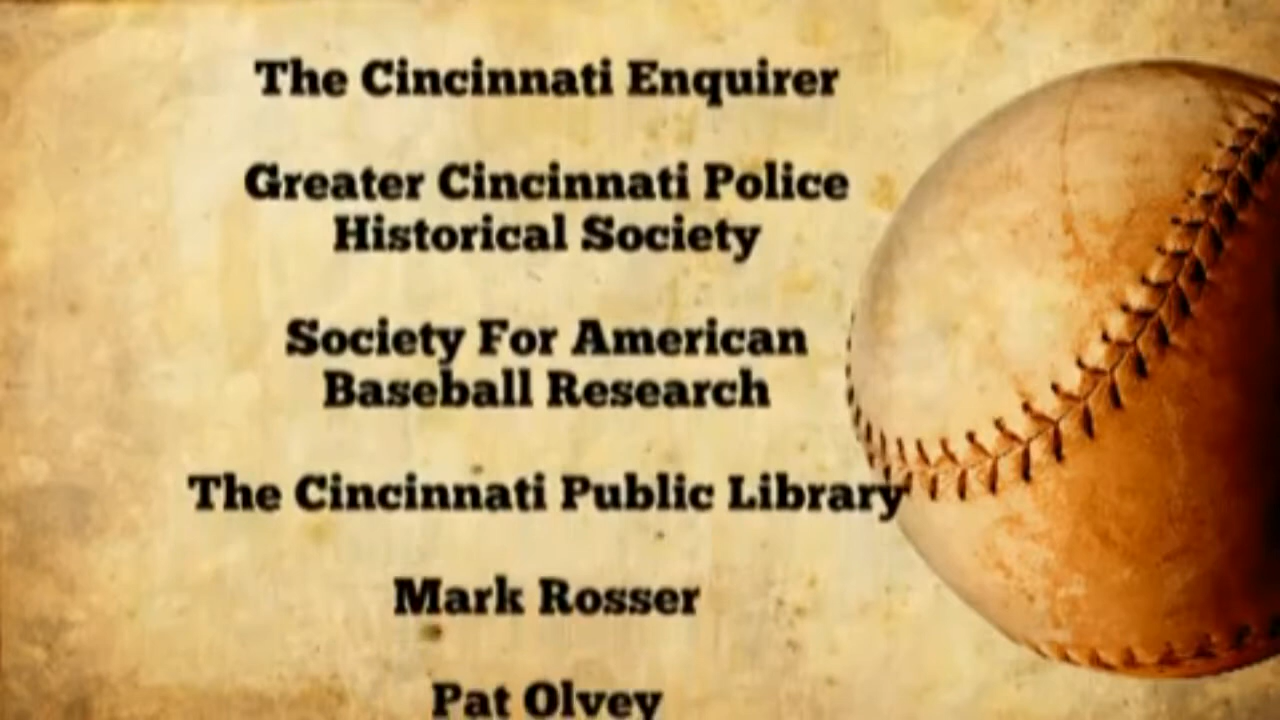 The Cincinnati Enquirer
Greater Cincinnati Police
Historical Society
Society For American
Baseball Research
The Cincinnati Public Library
Mark Rosser
Pat Olvey